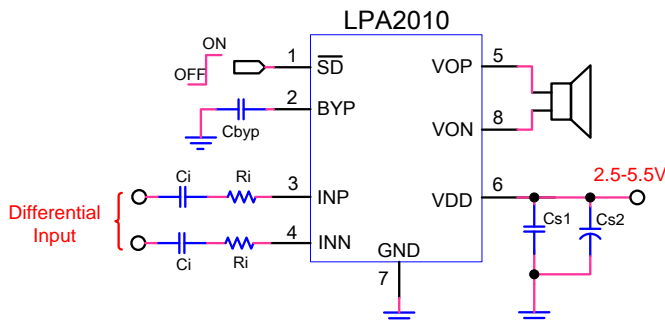 LPA2010
ON
OFF
1
SD
2
BYP
Cbyp
Ci
Ri
3
INP
Differential
Input
Ci
Ri
4
INN
GND
7
VOP
5
VON
8
VDD
6
2.5-5.5V
Cs1
Cs2